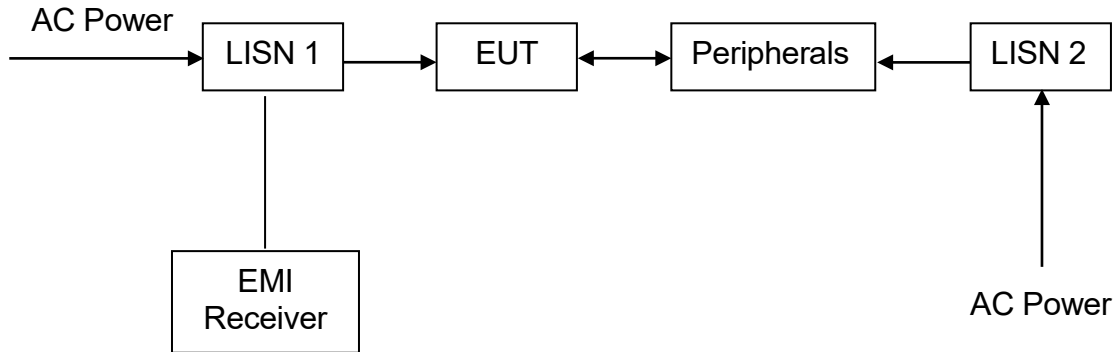 AC Power
LISN 1
EUT
Peripherals
LISN 2
EMI
Receiver
AC Power